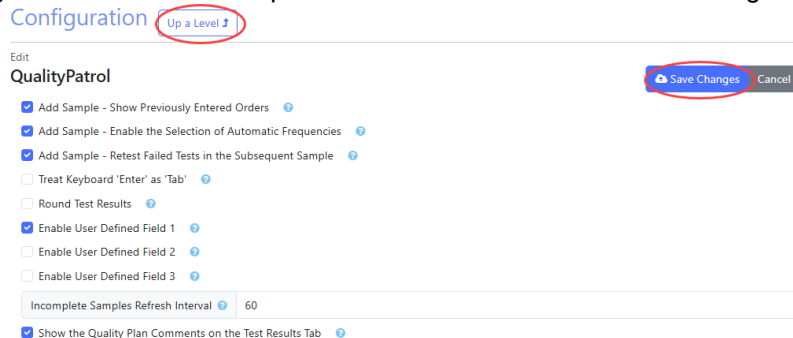 Configuration Up a Level
Edit
QualityPatrol
Save Changes Cancel
Add Sample - Show Previously Entered Orders
Add Sample - Enable the Selection of Automatic Frequencies
Add Sample - Retest Failed Tests in the Subsequent Sample
Treat Keyboard 'Enter' as 'Tab'
Round Test Results
Enable User Defined Field 1
Enable User Defined Field 2
Enable User Defined Field 3
Incomplete Samples Refresh Interval 60
Show the Quality Plan Comments on the Test Results Tab